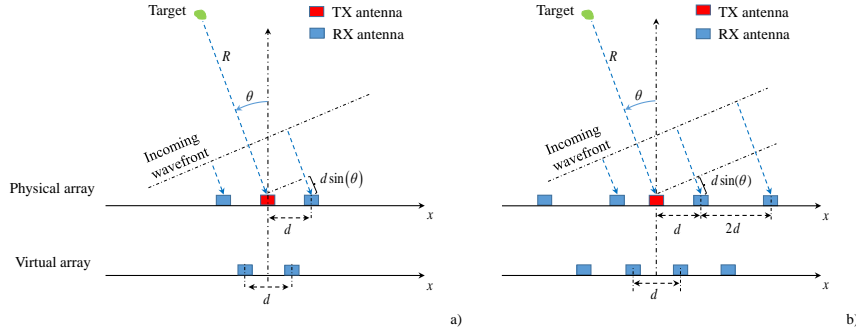 Target
TX antenna
RX antenna
R
θ
Incoming
wavefront
d sin(θ)
Physical array
x
d
Virtual array
x
d
a)
Target
TX antenna
RX antenna
R
θ
Incoming
wavefront
d sin(θ)
x
d
2d
x
d
b)